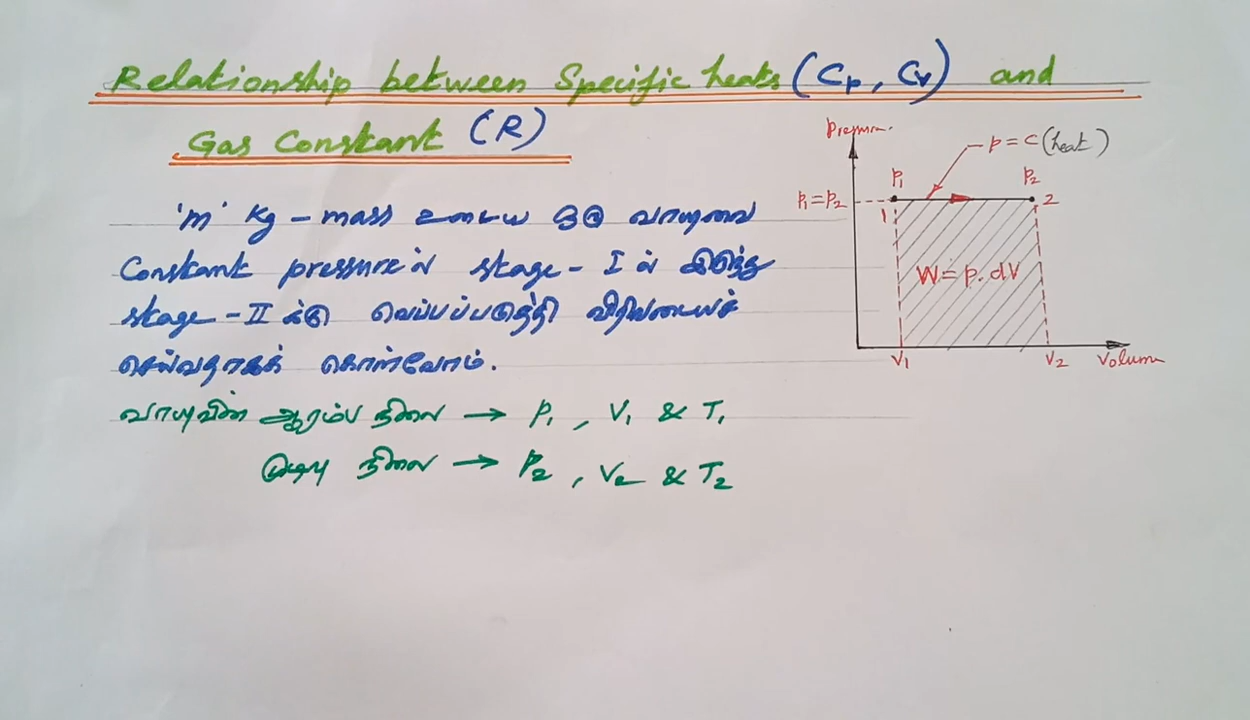 Relationship between Specific heats (Cp, Cv) and
Gas Constant (R)
'm' Kg - mass உடைய ஒரு வாயுவை
Constant pressureல் stage - I ல் இருந்து
stage - II க்கு வெப்பப்படுத்தி விரிவடையச்
செய்வதாகக் கொள்வோம்.
வாயுவின் ஆரம்ப நிலை → P₁ , V₁ & T₁
முடிவு நிலை → P₂ , V₂ & T₂
Pressure.
p = C (heat)
P₁ P₂
P₁ = P₂
1 2
W = p. dV
V₁ V₂ Volume